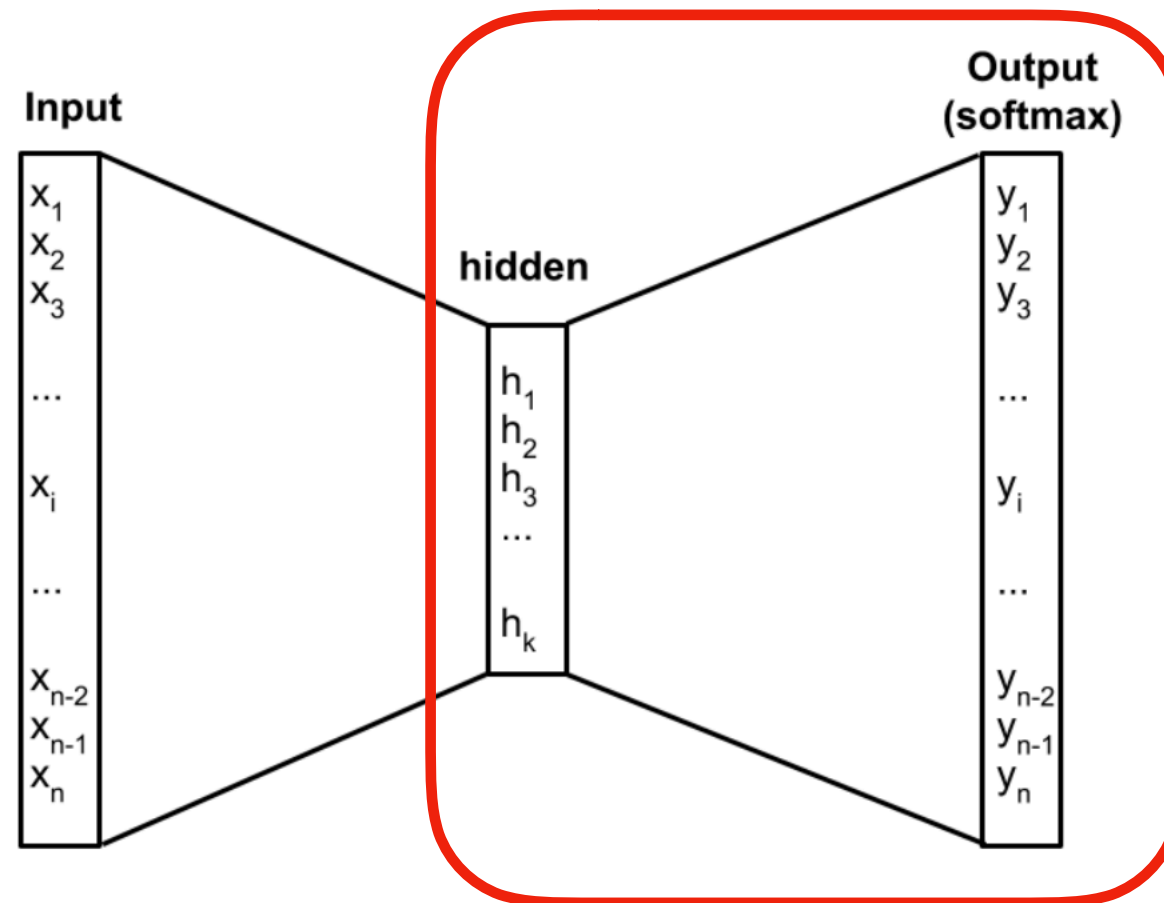 Input
x1
x2
x3
...
xi
...
xn-2
xn-1
xn
hidden
h1
h2
h3
...
hk
Output
(softmax)
y1
y2
y3
...
yi
...
yn-2
yn-1
yn